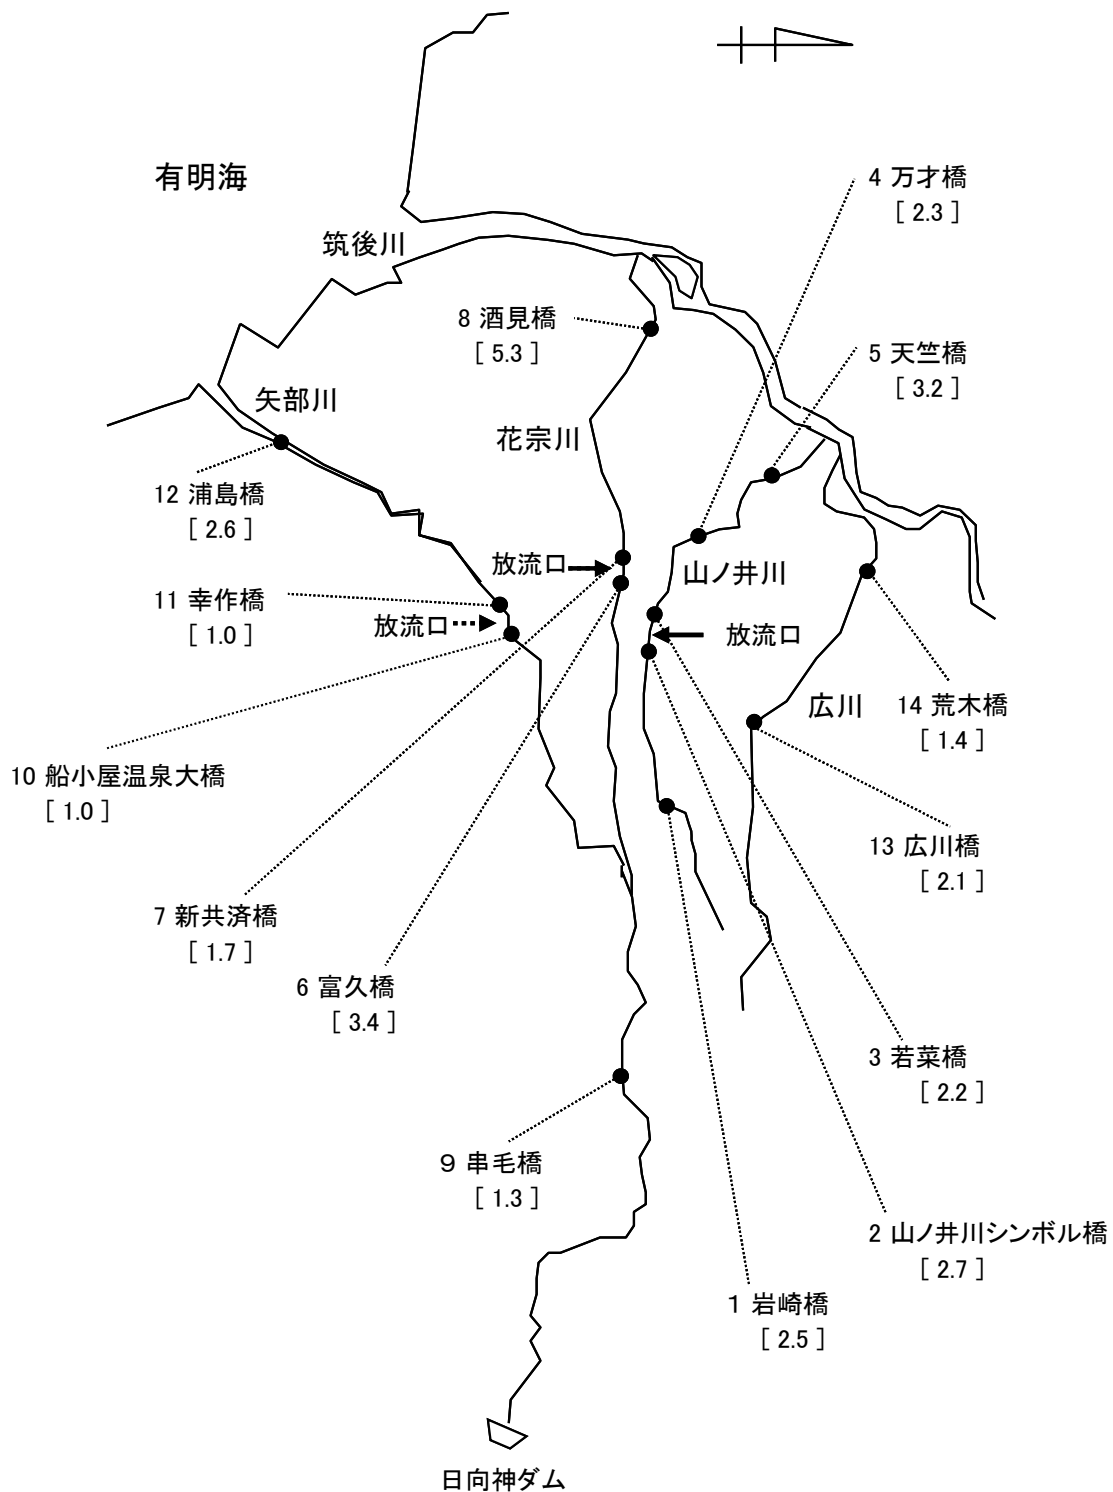 有明海
4 万才橋
[ 2.3 ]
筑後川
8 酒見橋
[ 5.3 ]
5 天竺橋
[ 3.2 ]
矢部川
花宗川
12 浦島橋
[ 2.6 ]
放流口
山ノ井川
11 幸作橋
[ 1.0 ]
放流口
放流口
広川
14 荒木橋
[ 1.4 ]
10 船小屋温泉大橋
[ 1.0 ]
13 広川橋
[ 2.1 ]
7 新共済橋
[ 1.7 ]
6 富久橋
[ 3.4 ]
3 若菜橋
[ 2.2 ]
9 串毛橋
[ 1.3 ]
2 山ノ井川シンボル橋
[ 2.7 ]
1 岩崎橋
[ 2.5 ]
日向神ダム